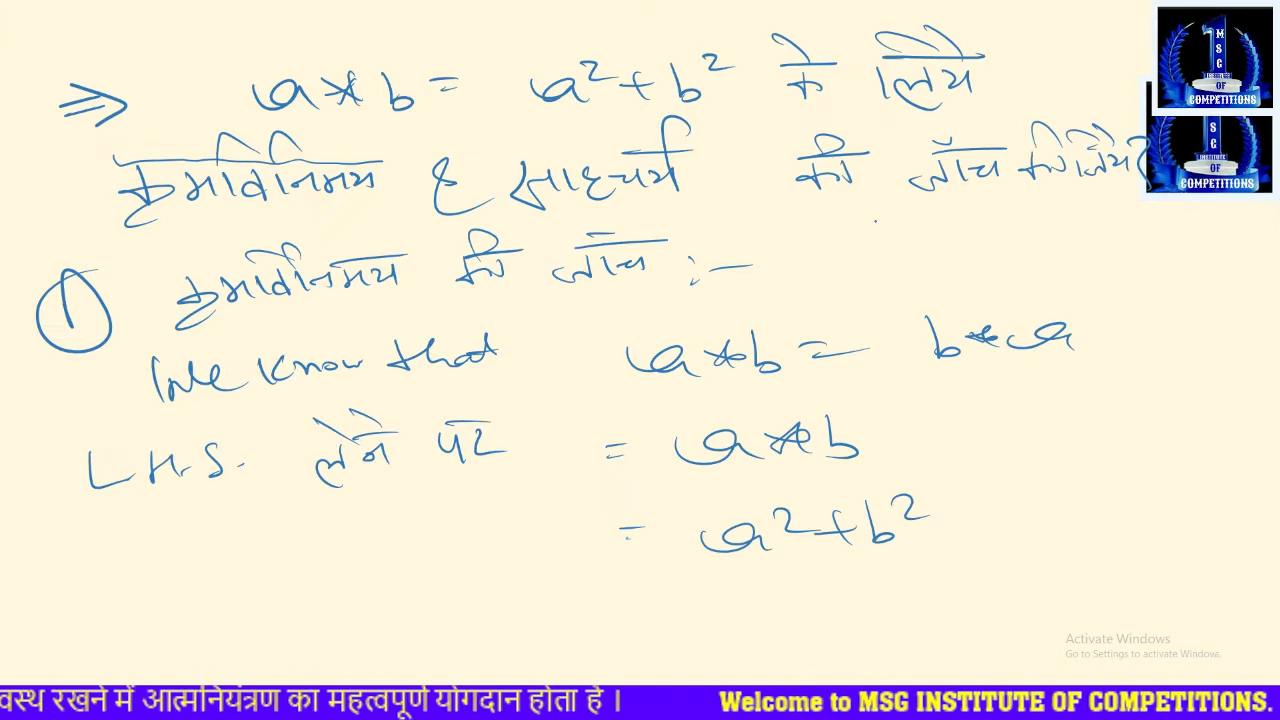 ⇒ a*b = a²+b² के लिये
क्रमविनिमय & साहचर्य की जाँच कीजिये?
① क्रमविनिमय की जाँच :-
We know that a*b = b*a
L.H.S. लेने पर = a*b
= a²+b²
MSG INSTITUTE OF COMPETITIONS
INSTITUTE OF COMPETITIONS
Activate Windows
Go to Settings to activate Windows.
वस्थ रखने में आत्मनियंत्रण का महत्वपूर्ण योगदान होता है । Welcome to MSG INSTITUTE OF COMPETITIONS.